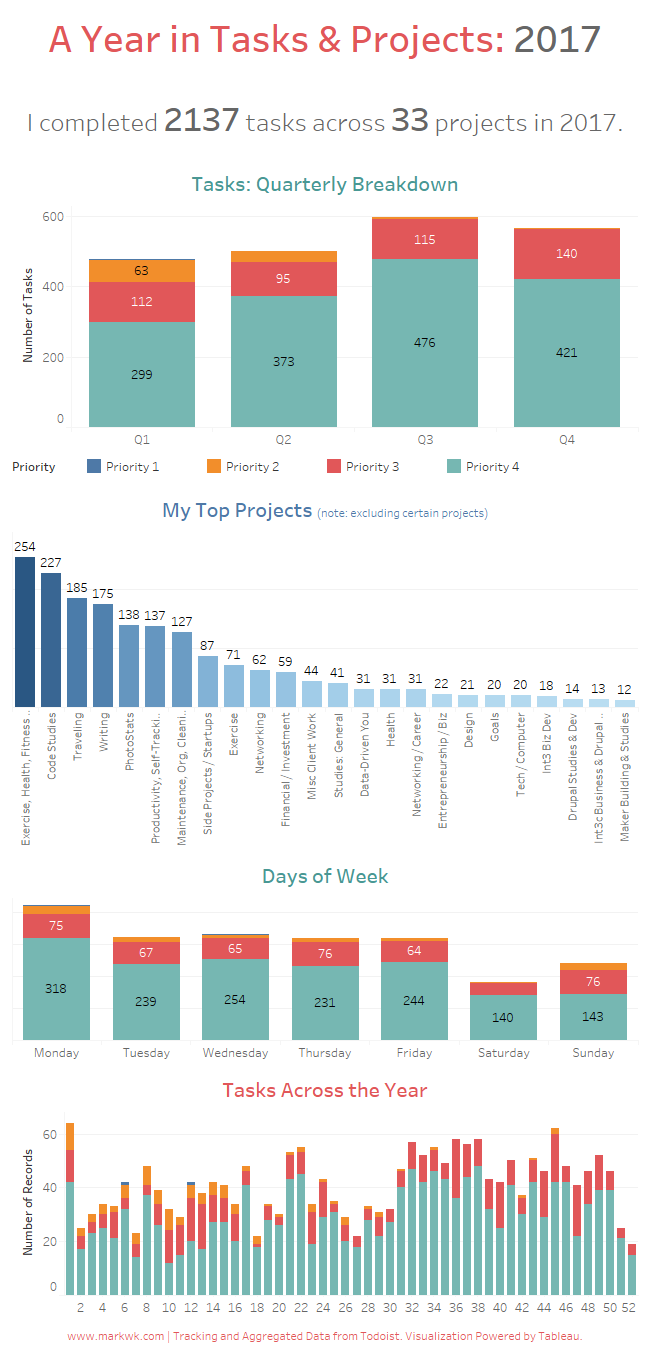 A Year in Tasks & Projects: 2017
I completed 2137 tasks across 33 projects in 2017.
Tasks: Quarterly Breakdown
Number of Tasks
600
400
200
0
63
112
299
95
373
115
476
140
421
Q1 Q2 Q3 Q4
Priority Priority 1 Priority 2 Priority 3 Priority 4
My Top Projects (note: excluding certain projects)
254 227 185 175 138 137 127 87 71 62 59 44 41 31 31 31 22 21 20 20 18 14 13 12
Exercise, Health, Fitness ..
Code Studies
Traveling
Writing
PhotoStats
Productivity, Self-Tracki..
Maintenance, Org, Cleani..
Side Projects / Startups
Exercise
Networking
Financial / Investment
Misc Client Work
Studies: General
Data-Driven You
Health
Networking / Career
Entrepreneurship / Biz
Design
Goals
Tech / Computer
Int3 Biz Dev
Drupal Studies & Dev
Int3c Business & Drupal ..
Maker Building & Studies
Days of Week
75
318
67
239
65
254
76
231
64
244
140
76
143
Monday Tuesday Wednesday Thursday Friday Saturday Sunday
Tasks Across the Year
Number of Records
60
40
20
0
2 4 6 8 10 12 14 16 18 20 22 24 26 28 30 32 34 36 38 40 42 44 46 48 50 52
www.markwk.com | Tracking and Aggregated Data from Todoist. Visualization Powered by Tableau.